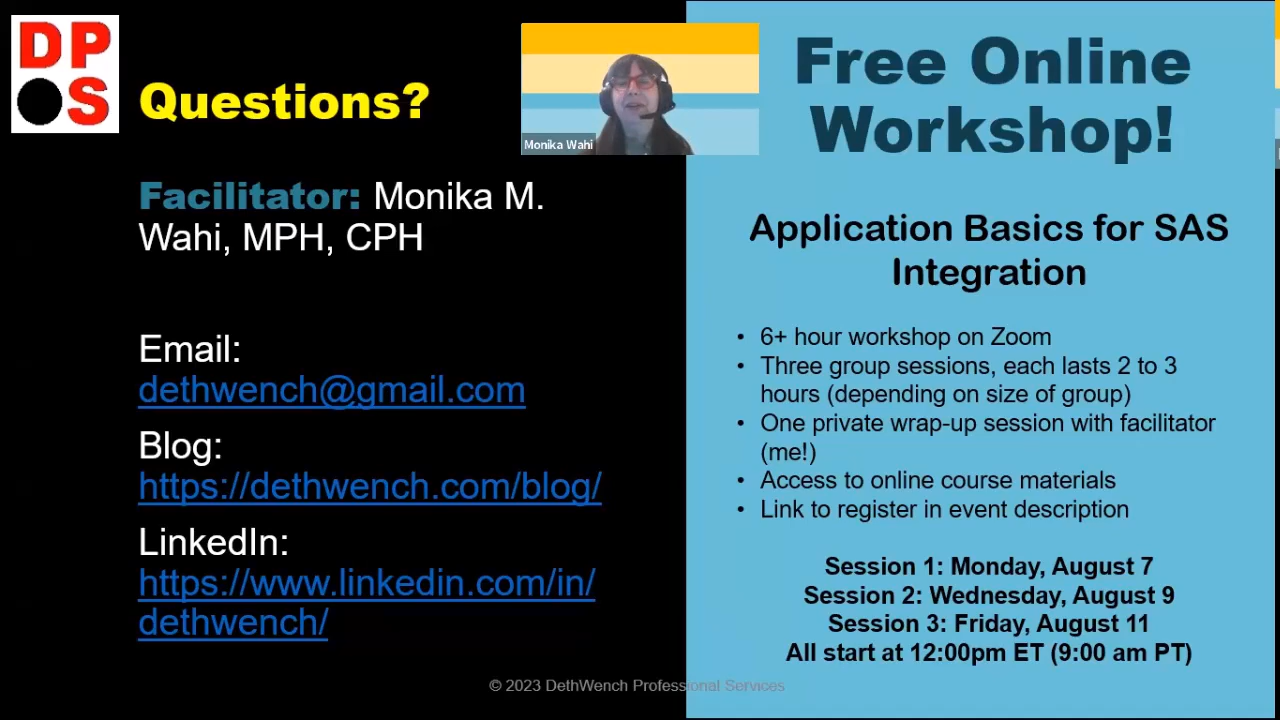 DP
S
Questions?
Facilitator: Monika M.
Wahi, MPH, CPH
Email:
dethwench@gmail.com
Blog:
https://dethwench.com/blog/
LinkedIn:
https://www.linkedin.com/in/
dethwench/
Monika Wahi
Free Online
Workshop!
Application Basics for SAS
Integration
• 6+ hour workshop on Zoom
• Three group sessions, each lasts 2 to 3
hours (depending on size of group)
• One private wrap-up session with facilitator
(me!)
• Access to online course materials
• Link to register in event description
Session 1: Monday, August 7
Session 2: Wednesday, August 9
Session 3: Friday, August 11
All start at 12:00pm ET (9:00 am PT)
© 2023 DethWench Professional Services